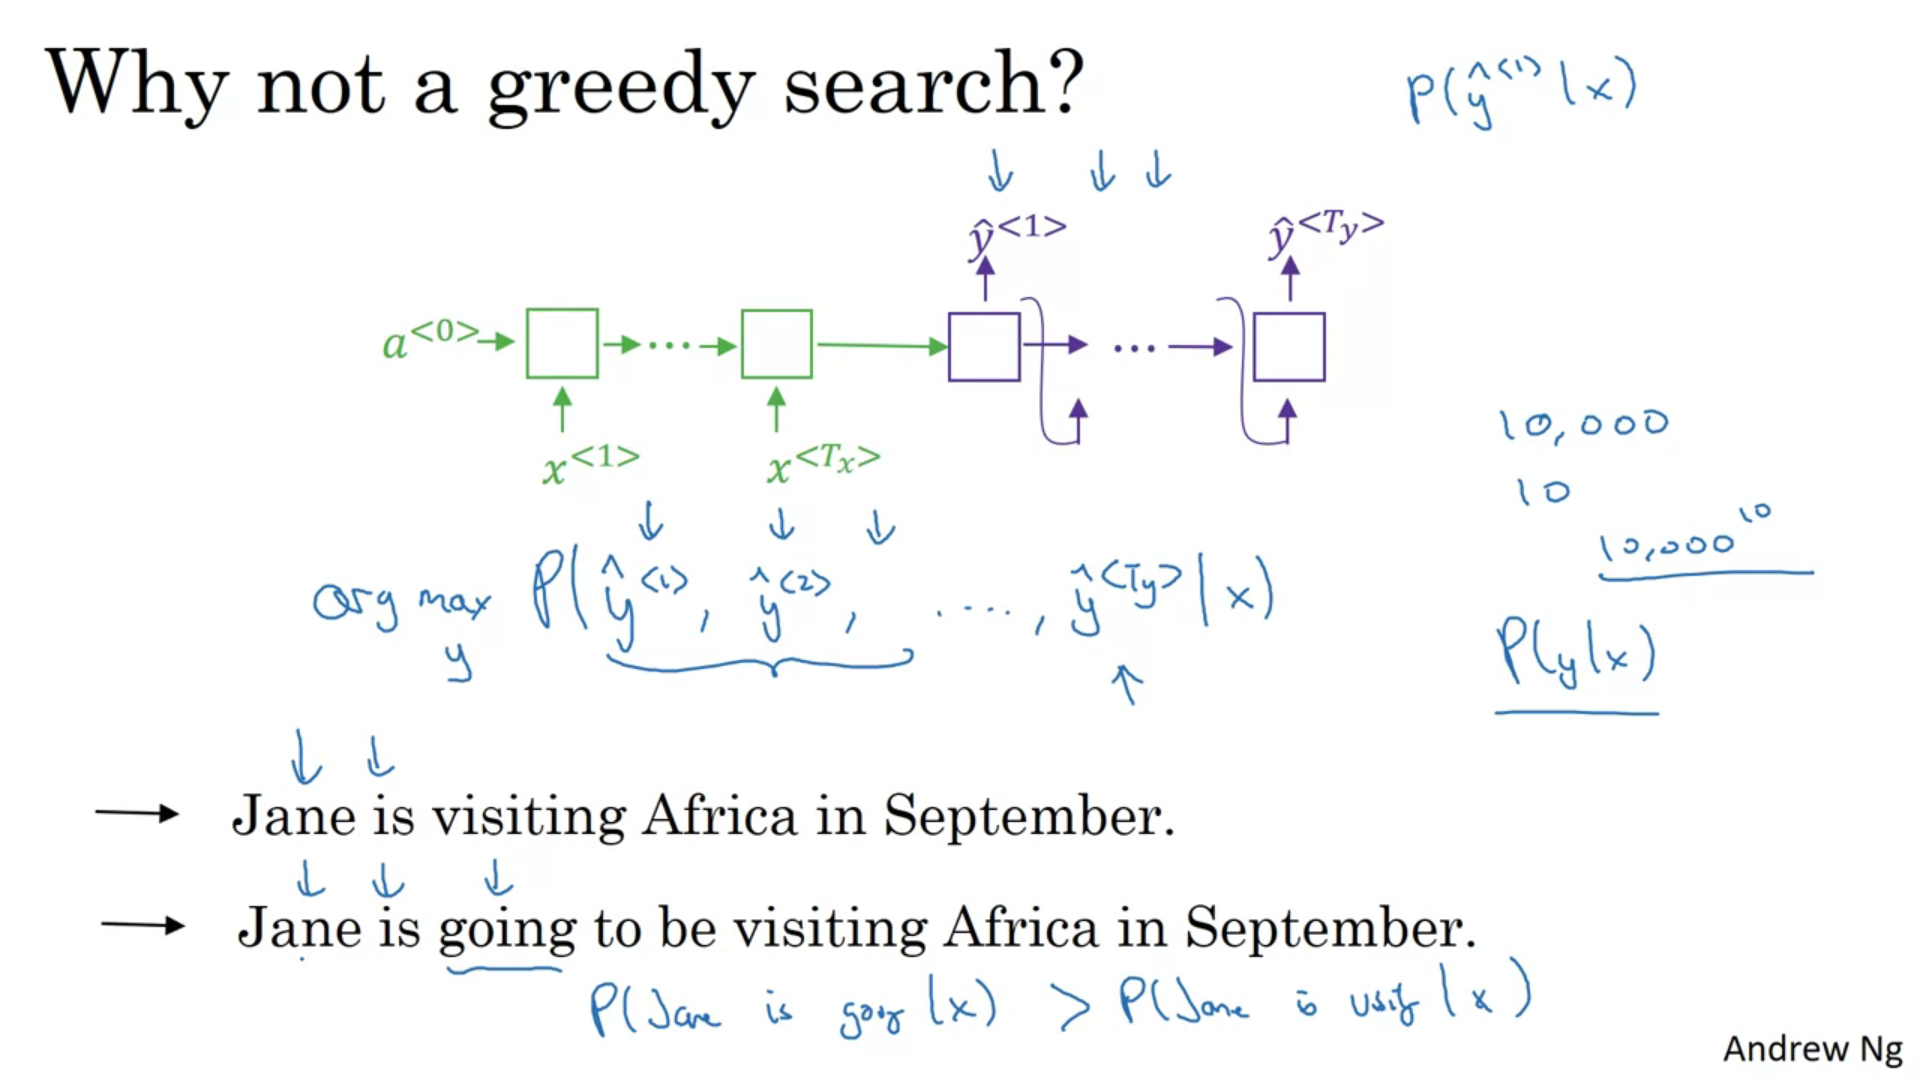 Why not a greedy search?
P(ŷ<1> | x)
ŷ<1> ŷ<Ty>
a<0> ... ...
x<1> x<Tx>
10,000
10
10,000^10
arg max y P(ŷ<1>, ŷ<2>, ...., ŷ<Ty> | x)
P(y|x)
Jane is visiting Africa in September.
Jane is going to be visiting Africa in September.
P(Jane is going | x) > P(Jane is visitg | x)
Andrew Ng